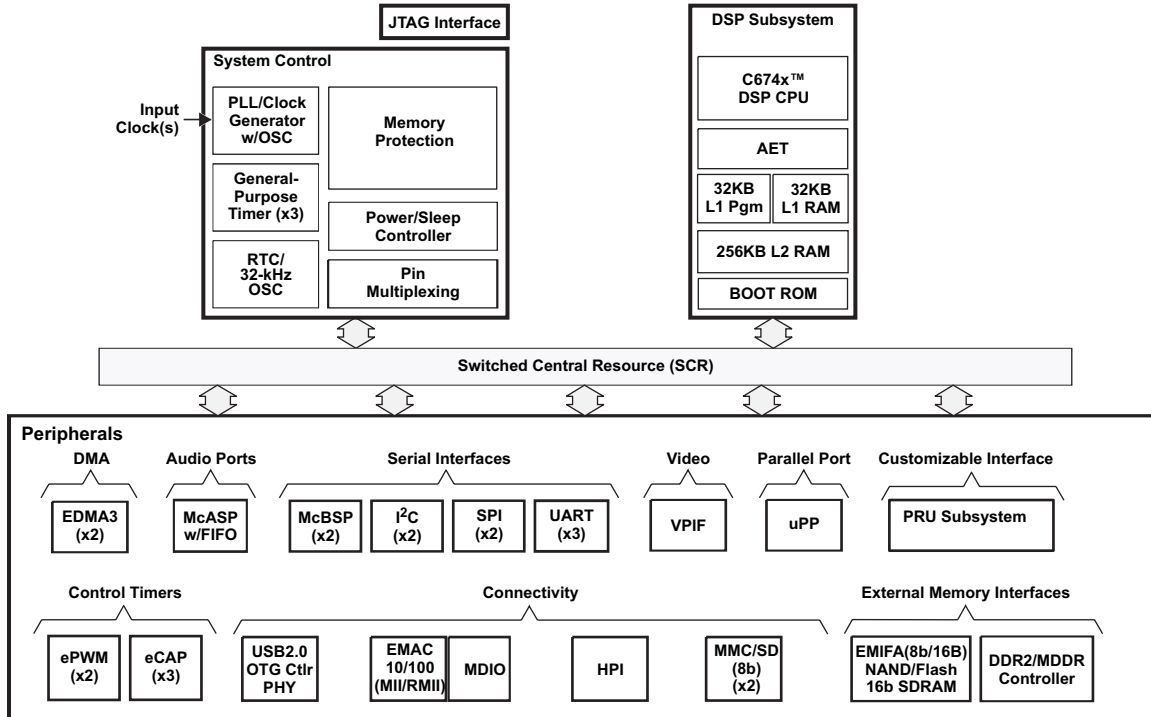 JTAG Interface
System Control
Input
Clock(s)
PLL/Clock
Generator
w/OSC
General-
Purpose
Timer (x3)
RTC/
32-kHz
OSC
Memory
Protection
Power/Sleep
Controller
Pin
Multiplexing
DSP Subsystem
C674x™
DSP CPU
AET
32KB
L1 Pgm
32KB
L1 RAM
256KB L2 RAM
BOOT ROM
Switched Central Resource (SCR)
Peripherals
DMA
EDMA3
(x2)
Audio Ports
McASP
w/FIFO
Serial Interfaces
McBSP
(x2)
I²C
(x2)
SPI
(x2)
UART
(x3)
Video
VPIF
Parallel Port
uPP
Customizable Interface
PRU Subsystem
Control Timers
ePWM
(x2)
eCAP
(x3)
Connectivity
USB2.0
OTG Ctlr
PHY
EMAC
10/100
(MII/RMII)
MDIO
HPI
MMC/SD
(8b)
(x2)
External Memory Interfaces
EMIFA(8b/16B)
NAND/Flash
16b SDRAM
DDR2/MDDR
Controller